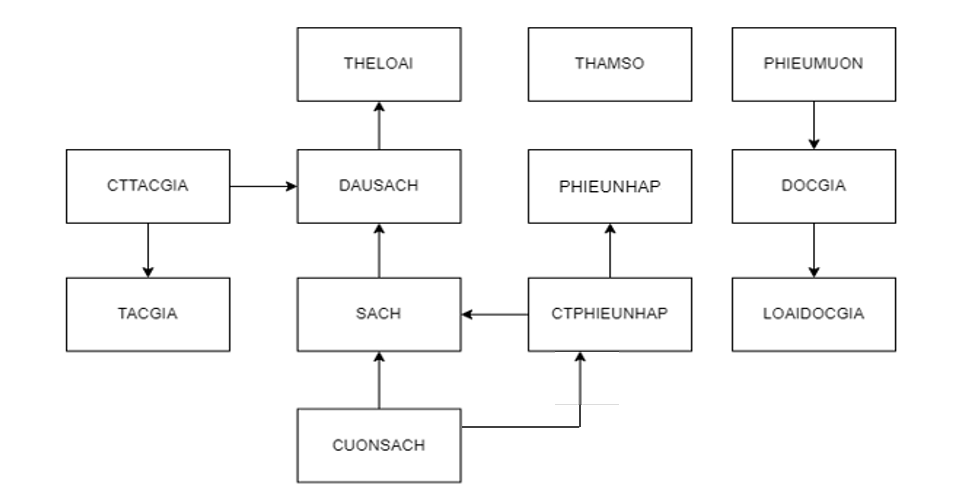 THELOAI
THAMSO
PHIEUMUON
CTTACGIA
DAUSACH
PHIEUNHAP
DOCGIA
TACGIA
SACH
CTPHIEUNHAP
LOAIDOCGIA
CUONSACH